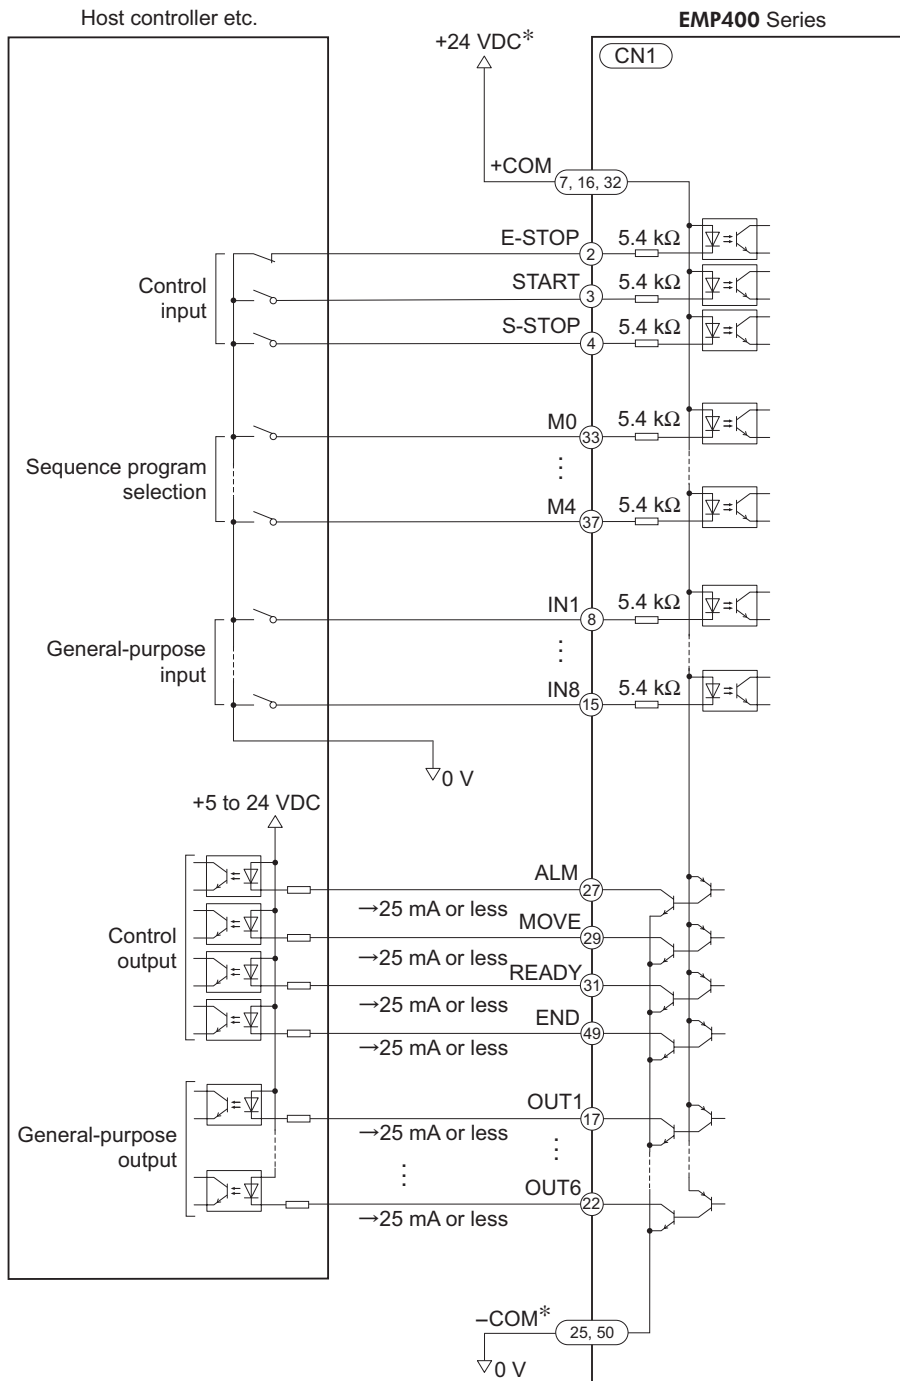 Host controller etc.
EMP400 Series
+24 VDC*
CN1
+COM
7, 16, 32
E-STOP
2
5.4 kΩ
Control
input
START
3
5.4 kΩ
S-STOP
4
5.4 kΩ
M0
33
5.4 kΩ
Sequence program
selection
M4
37
5.4 kΩ
IN1
8
5.4 kΩ
General-purpose
input
IN8
15
5.4 kΩ
0 V
+5 to 24 VDC
ALM
27
→25 mA or less
Control
output
MOVE
29
→25 mA or less
READY
31
→25 mA or less
END
49
→25 mA or less
General-purpose
output
OUT1
17
→25 mA or less
OUT6
22
→25 mA or less
–COM*
25, 50
0 V